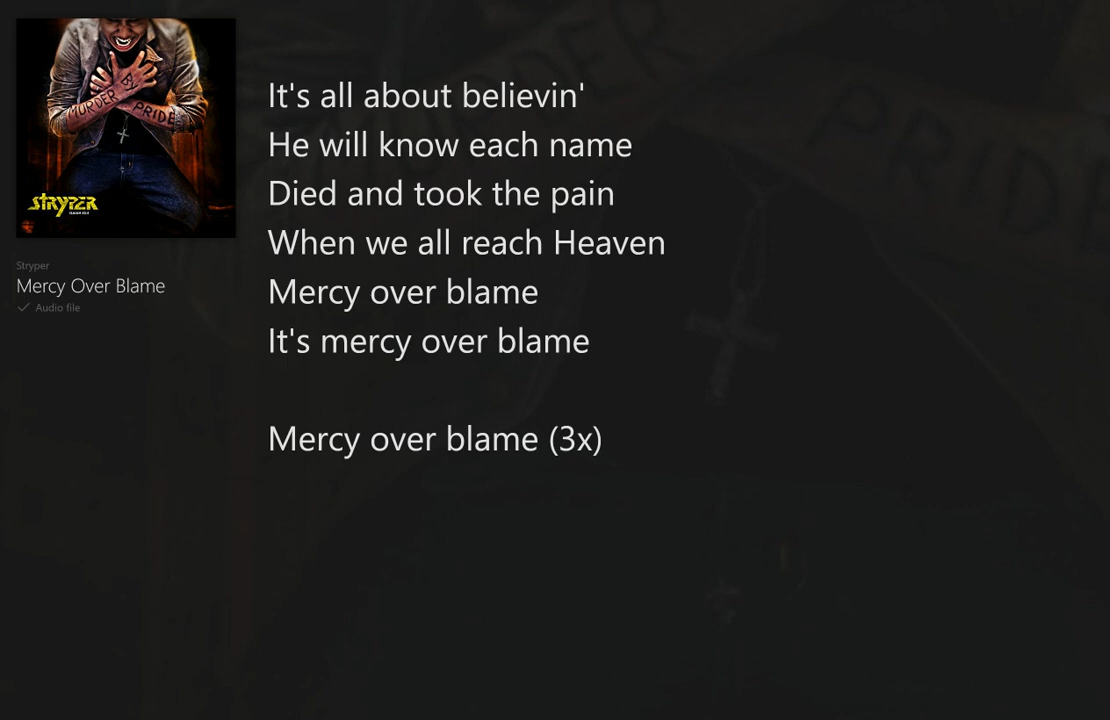 MURDER
BY
PRIDE
STRYPER
Stryper
Mercy Over Blame
Audio file
It's all about believin'
He will know each name
Died and took the pain
When we all reach Heaven
Mercy over blame
It's mercy over blame
Mercy over blame (3x)